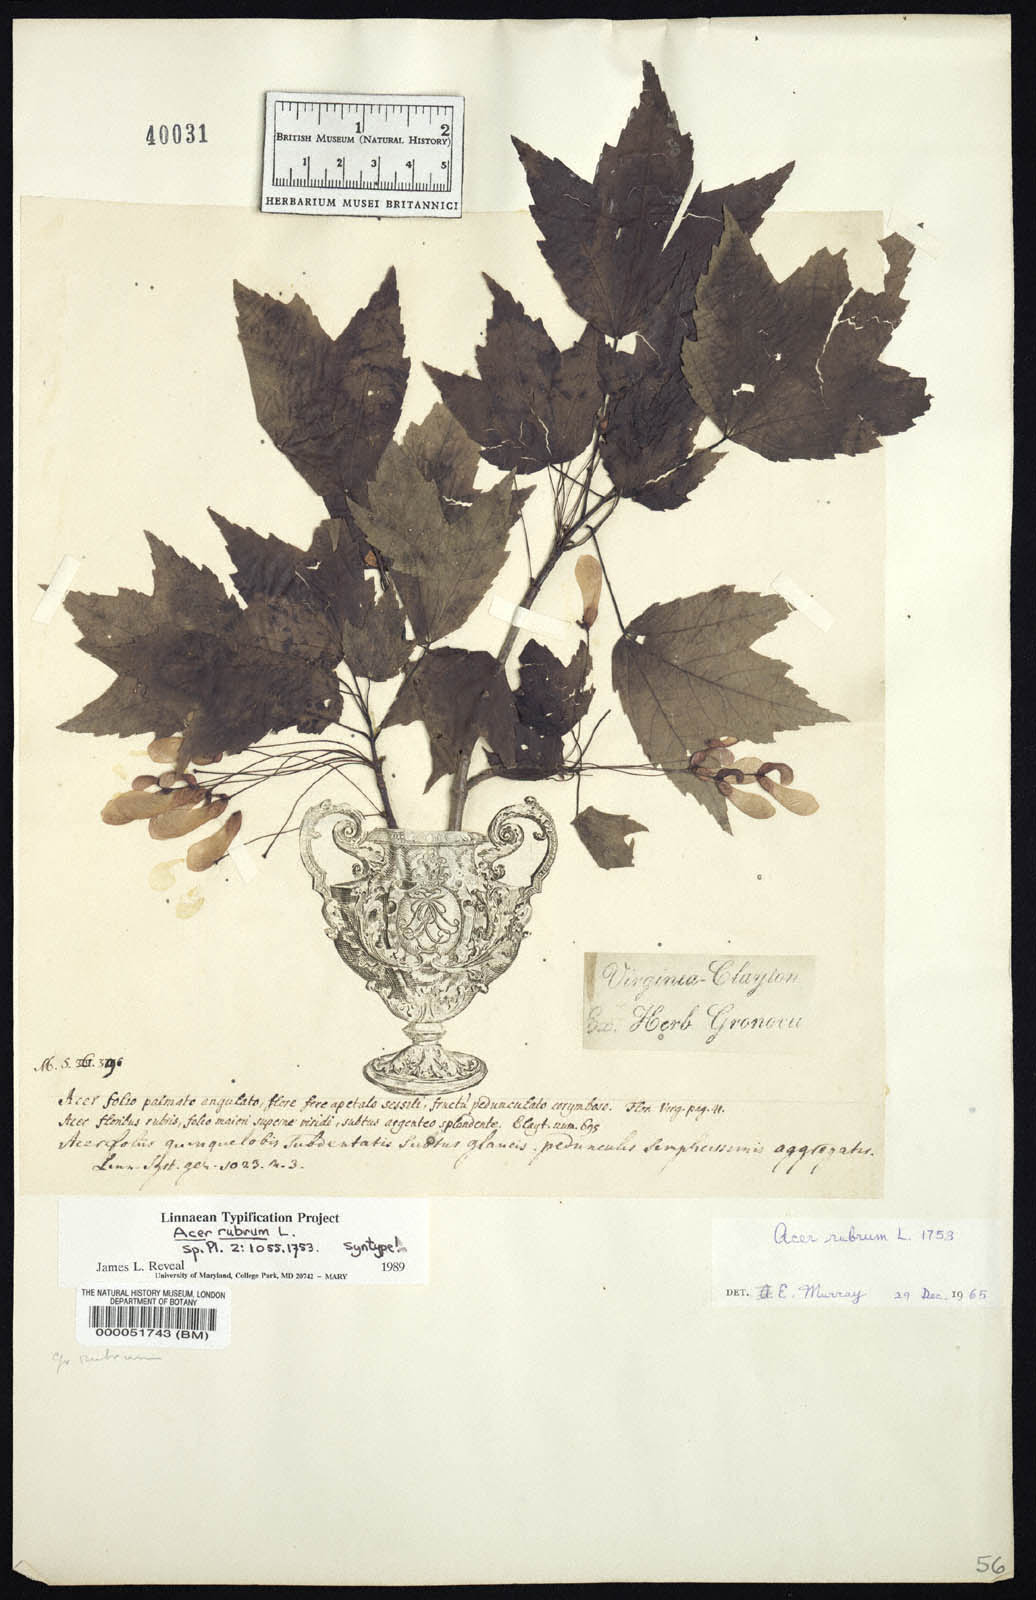 40031
1 2
BRITISH MUSEUM (NATURAL HISTORY)
1 2 3 4 5
HERBARIUM MUSEI BRITANNICI
Virginia-Clayton
Herb Gronovii
M. S.
Acer folio palmato angulato, flore fere apetalo sessili, fructu pedunculato corymboso. Flor. Virg. pag. 41.
Acer floribus rubris, folio maiori superne viridi, subtus argenteo splendente. Clayt. num. 695
Acer foliis quinquelobis subdentatis subtus glaucis, pedunculis simplicissimis aggregatis.
Linn. Syst. gen. 1023. n. 3.
Linnaean Typification Project
Acer rubrum L.
Sp. Pl. 2: 1055. 1753. Syntype!
James L. Reveal 1989
University of Maryland, College Park, MD 20742 – MARY
THE NATURAL HISTORY MUSEUM, LONDON
DEPARTMENT OF BOTANY
000051743 (BM)
rubrum
Acer rubrum L. 1753
DET. E. Murray 29 Dec. 1965
56